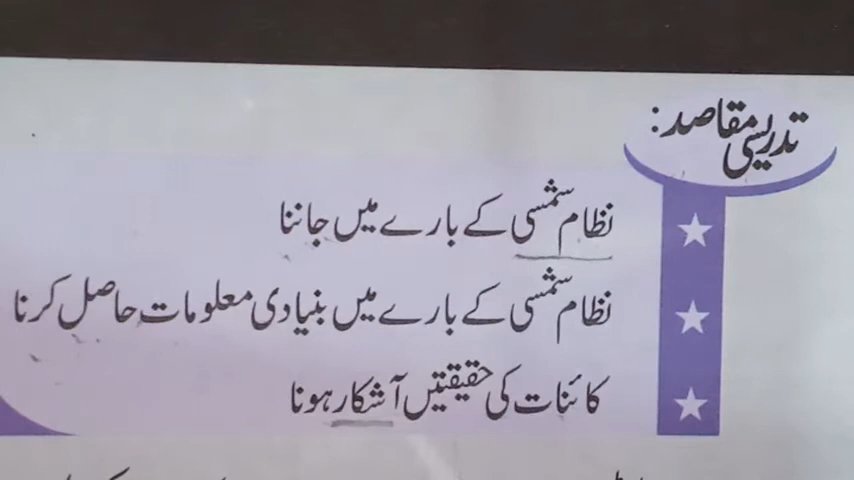 تدریسی مقاصد:
نظام شمسی کے بارے میں جاننا
نظام شمسی کے بارے میں بنیادی معلومات حاصل کرنا
کائنات کی حقیقتیں آشکار ہونا